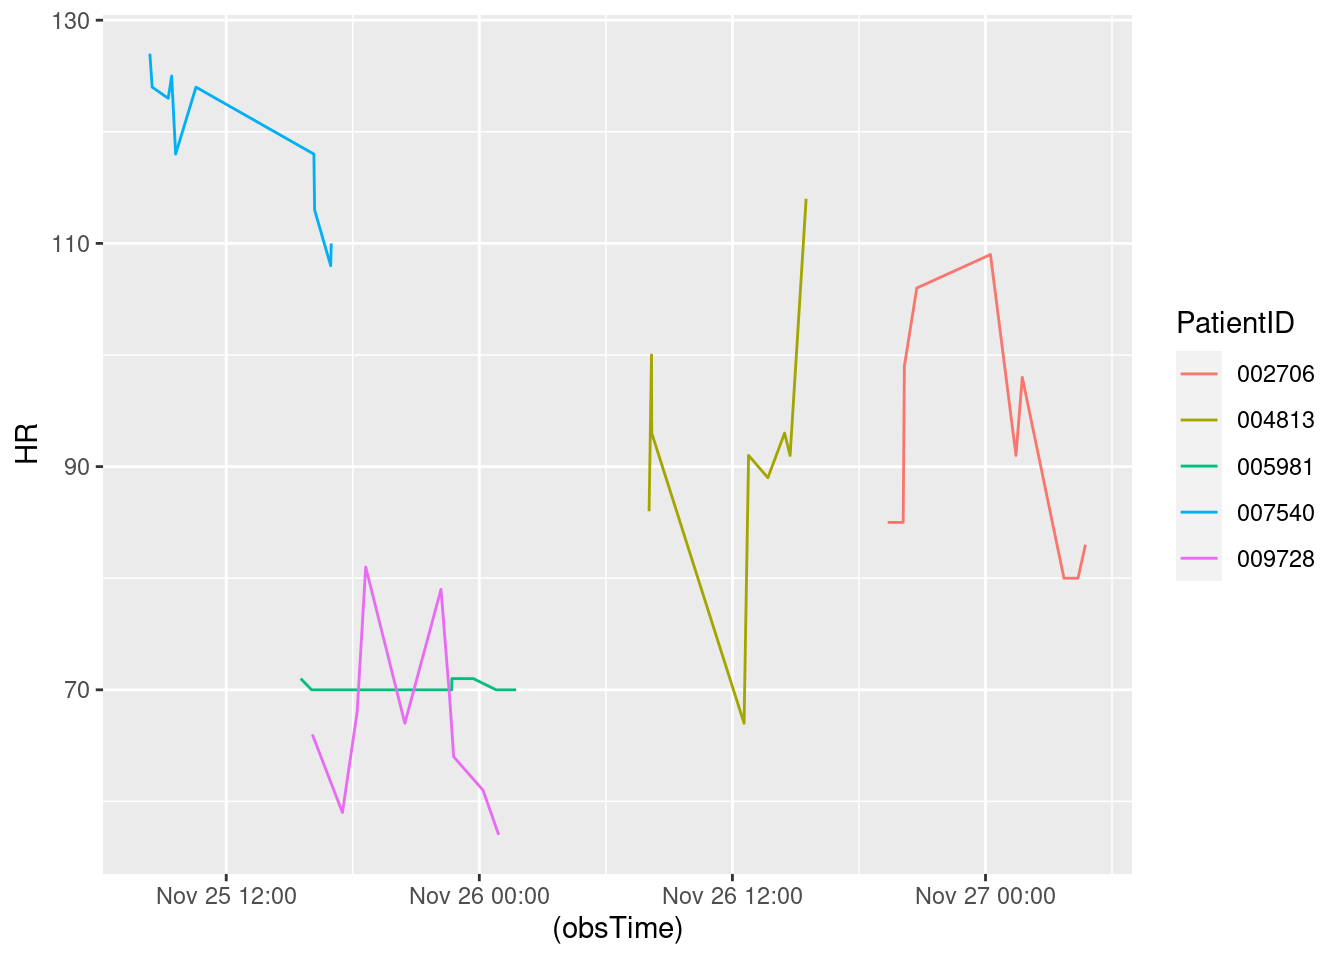 130
110
90
70
HR
Nov 25 12:00
Nov 26 00:00
Nov 26 12:00
Nov 27 00:00
(obsTime)
PatientID
002706
004813
005981
007540
009728